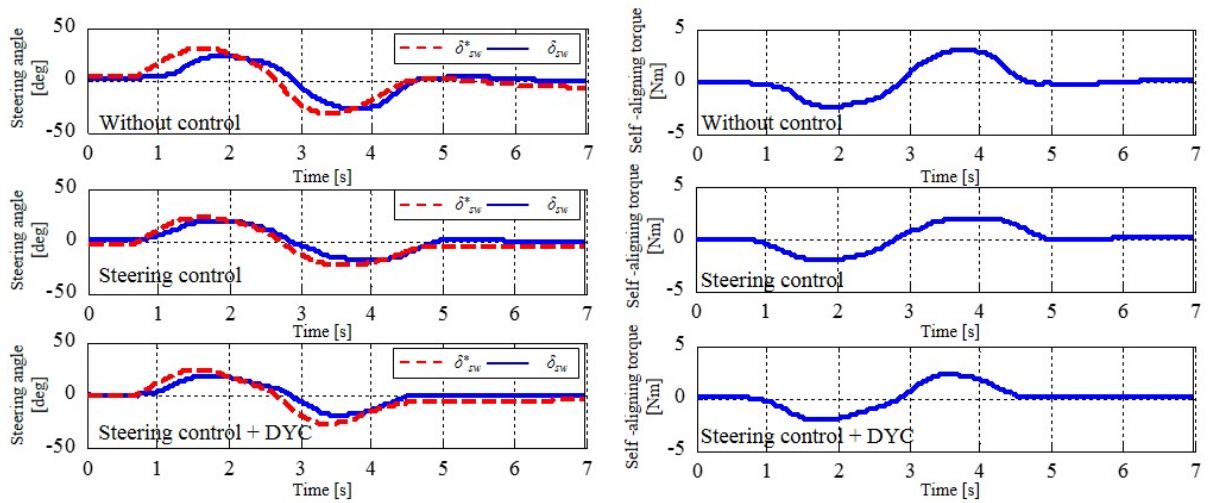 Steering angle
[deg]
50
0
-50
δ*sw
δsw
Without control
0 1 2 3 4 5 6 7
Time [s]
Self -aligning torque
[Nm]
5
0
-5
Without control
0 1 2 3 4 5 6 7
Time [s]
Steering angle
[deg]
50
0
-50
δ*sw
δsw
Steering control
0 1 2 3 4 5 6 7
Time [s]
Self -aligning torque
[Nm]
5
0
-5
Steering control
0 1 2 3 4 5 6 7
Time [s]
Steering angle
[deg]
50
0
-50
δ*sw
δsw
Steering control + DYC
0 1 2 3 4 5 6 7
Time [s]
Self -aligning torque
[Nm]
5
0
-5
Steering control + DYC
0 1 2 3 4 5 6 7
Time [s]